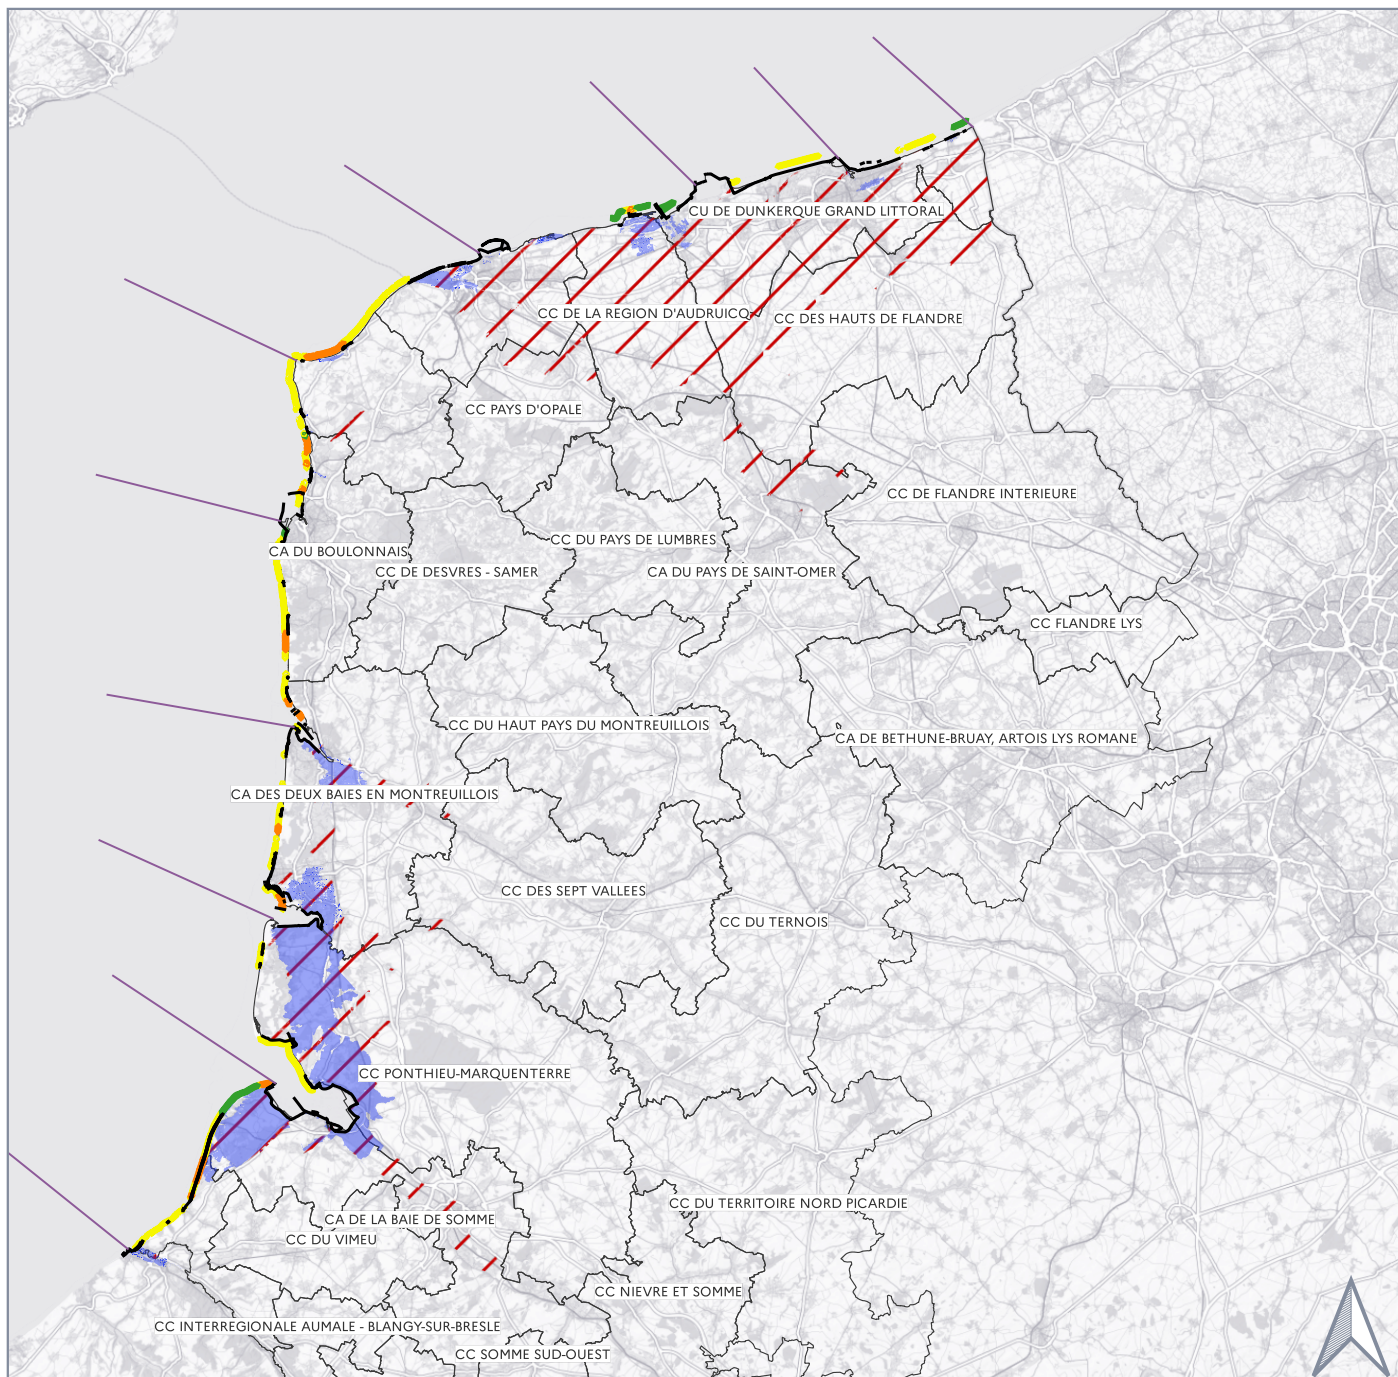 CU DE DUNKERQUE GRAND LITTORAL
CC DE LA REGION D'AUDRUICQ
CC DES HAUTS DE FLANDRE
CC PAYS D'OPALE
CC DE FLANDRE INTERIEURE
CC DU PAYS DE LUMBRES
CA DU BOULONNAIS
CC DE DESVRES - SAMER
CA DU PAYS DE SAINT-OMER
CC FLANDRE LYS
CC DU HAUT PAYS DU MONTREUILLOIS
CA DE BETHUNE-BRUAY, ARTOIS LYS ROMANE
CA DES DEUX BAIES EN MONTREUILLOIS
CC DES SEPT VALLEES
CC DU TERNOIS
CC PONTHIEU-MARQUENTERRE
CC DU TERRITOIRE NORD PICARDIE
CA DE LA BAIE DE SOMME
CC DU VIMEU
CC NIEVRE ET SOMME
CC INTERREGIONALE AUMALE - BLANGY-SUR-BRESLE
CC SOMME SUD-OUEST